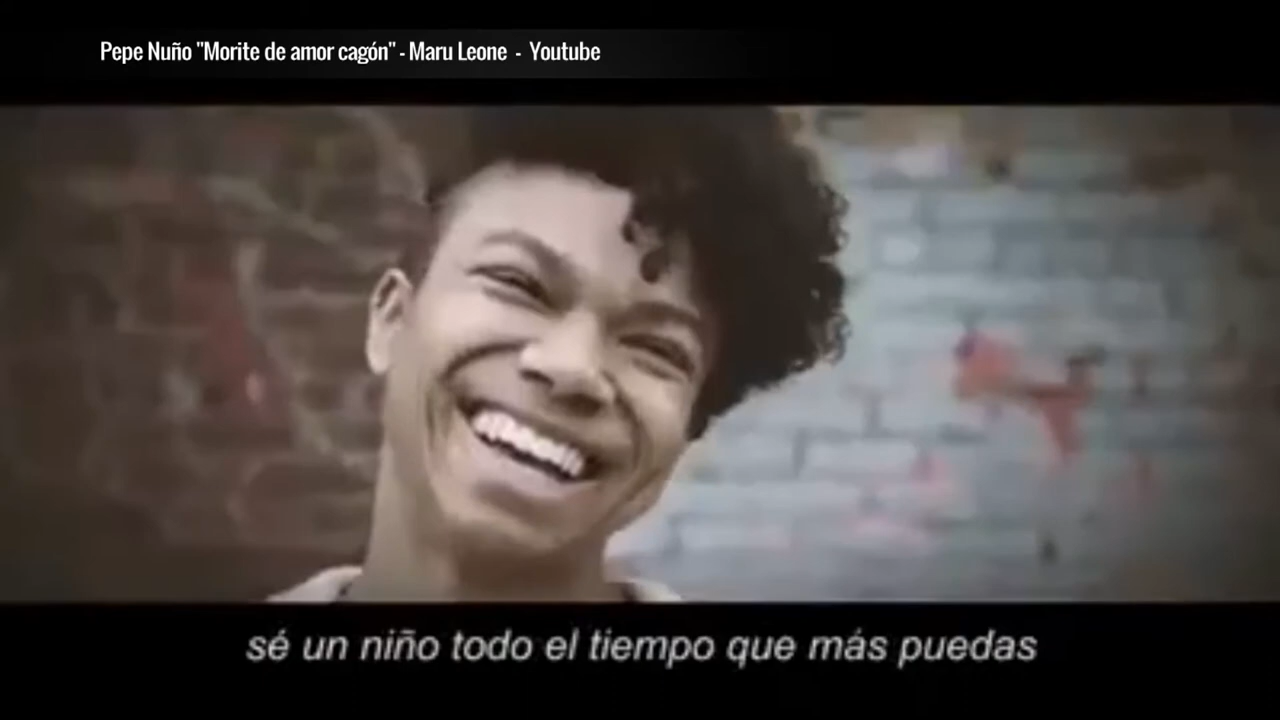 Pepe Nuño "Morite de amor cagón" - Maru Leone - Youtube
sé un niño todo el tiempo que más puedas